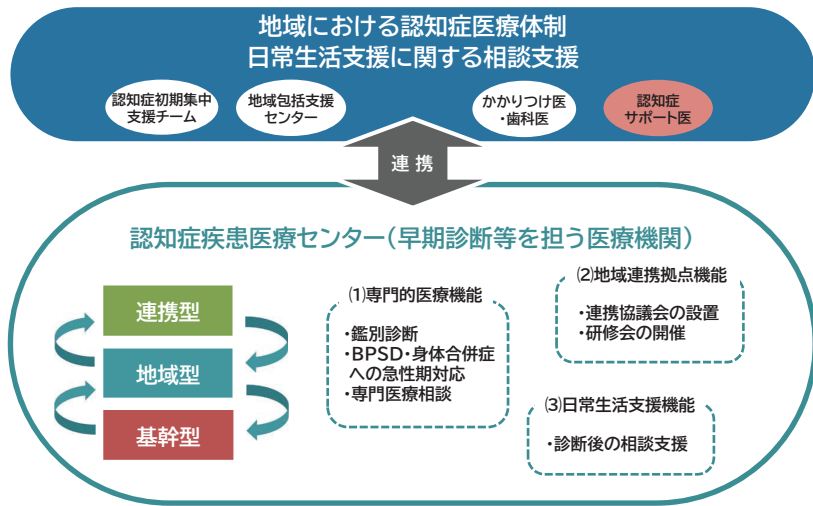 地域における認知症医療体制
日常生活支援に関する相談支援
認知症初期集中
支援チーム
地域包括支援
センター
かかりつけ医
・歯科医
認知症
サポート医
連 携
認知症疾患医療センター(早期診断等を担う医療機関)
連携型
地域型
基幹型
⑴専門的医療機能
・鑑別診断
・BPSD・身体合併症
への急性期対応
・専門医療相談
⑵地域連携拠点機能
・連携協議会の設置
・研修会の開催
⑶日常生活支援機能
・診断後の相談支援